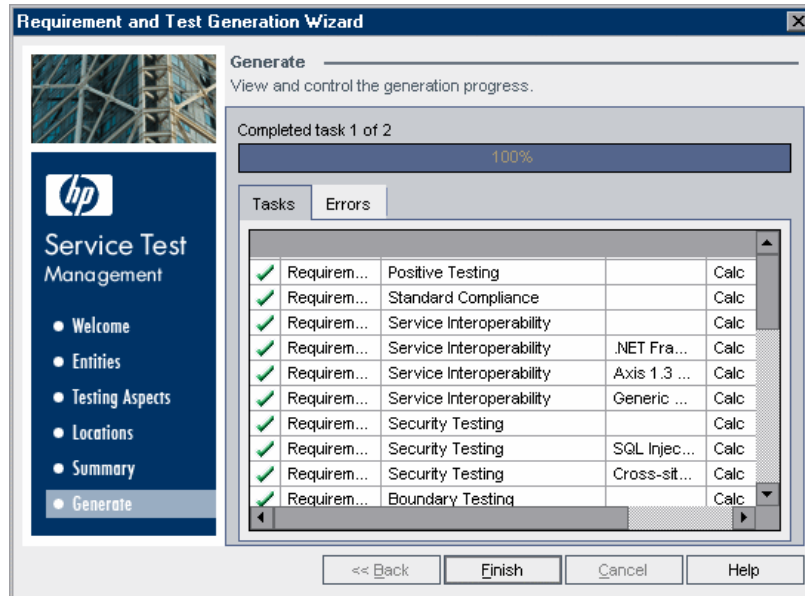 Requirement and Test Generation Wizard
Generate
View and control the generation progress.
Completed task 1 of 2
100%
Tasks Errors
Requirem... Positive Testing Calc
Requirem... Standard Compliance Calc
Requirem... Service Interoperability Calc
Requirem... Service Interoperability .NET Fra... Calc
Requirem... Service Interoperability Axis 1.3 ... Calc
Requirem... Service Interoperability Generic ... Calc
Requirem... Security Testing Calc
Requirem... Security Testing SQL Injec... Calc
Requirem... Security Testing Cross-sit... Calc
Requirem... Boundary Testing Calc
hp
Service Test
Management
Welcome
Entities
Testing Aspects
Locations
Summary
Generate
<< Back Finish Cancel Help